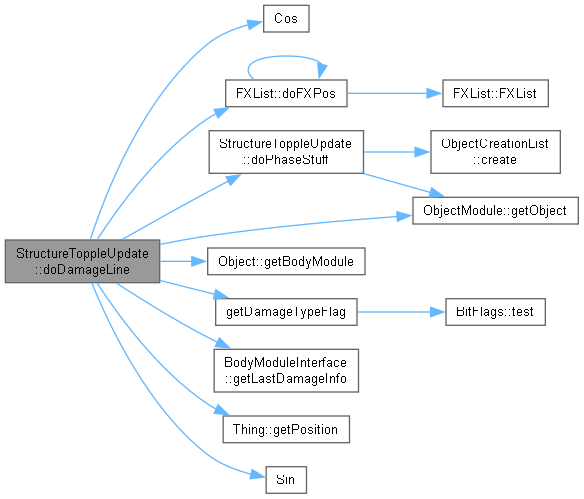 Cos
FXList::doFXPos
FXList::FXList
StructureToppleUpdate
::doPhaseStuff
ObjectCreationList
::create
ObjectModule::getObject
StructureToppleUpdate
::doDamageLine
Object::getBodyModule
getDamageTypeFlag
BitFlags::test
BodyModuleInterface
::getLastDamageInfo
Thing::getPosition
Sin